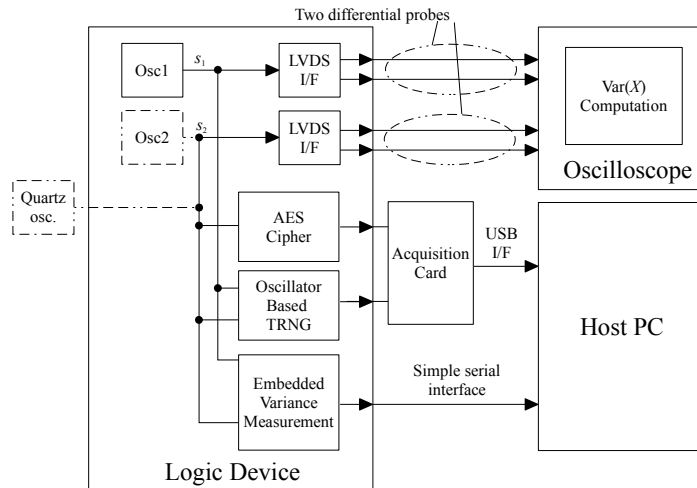 Two differential probes
Osc1
s1
LVDS
I/F
Var(X)
Computation
Osc2
s2
LVDS
I/F
Oscilloscope
Quartz
osc.
AES
Cipher
Acquisition
Card
USB
I/F
Oscillator
Based
TRNG
Host PC
Embedded
Variance
Measurement
Simple serial
interface
Logic Device